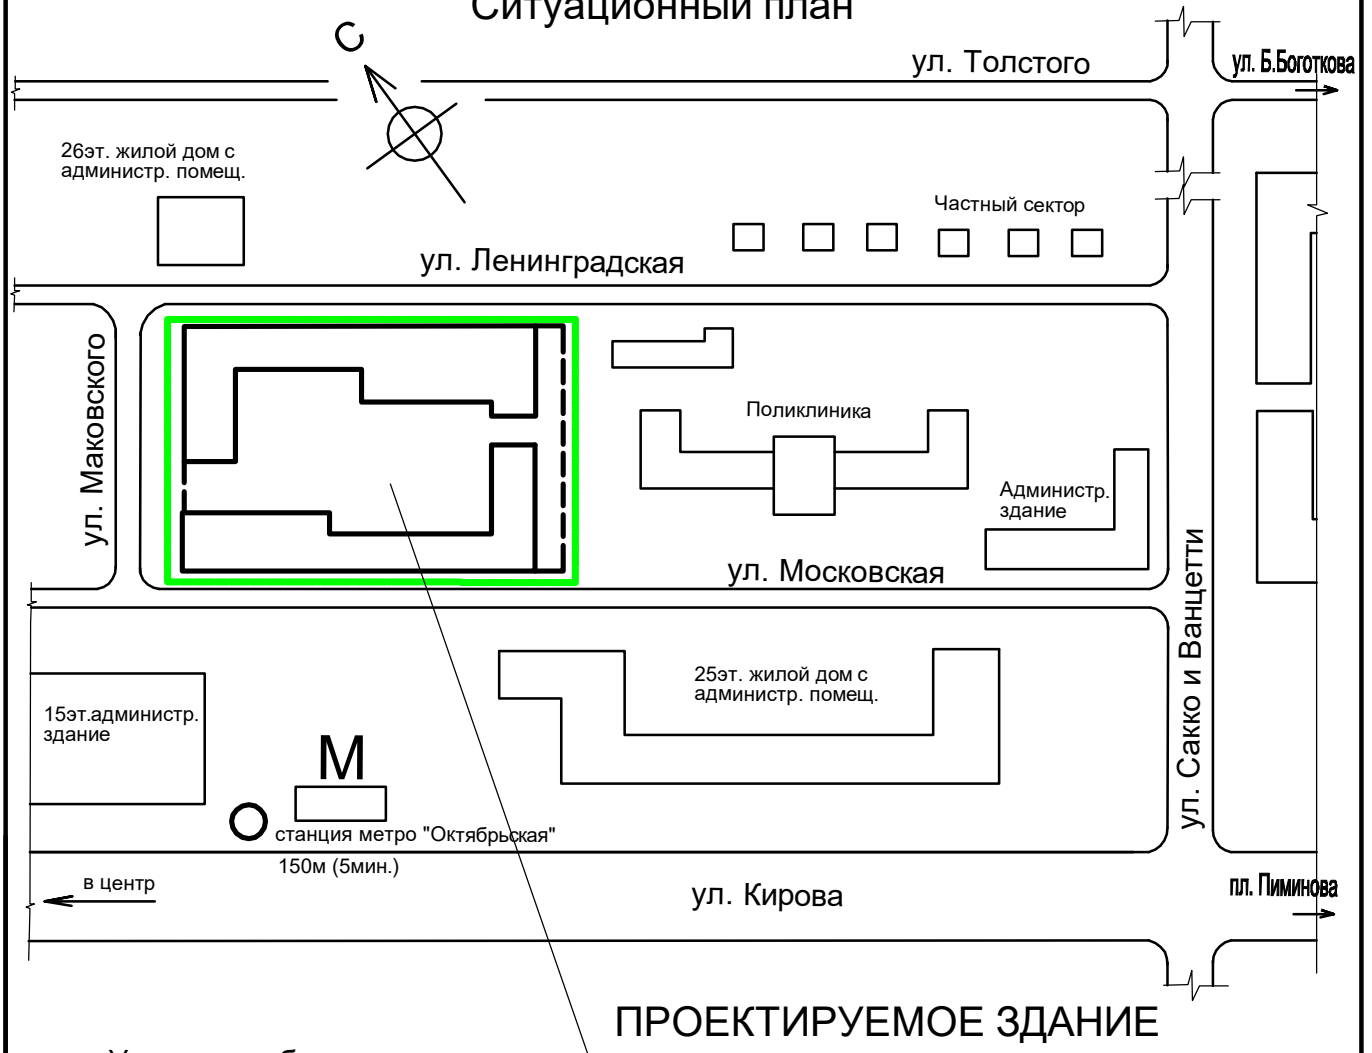 Ситуационный план
С
ул. Толстого
ул. Б.Боготкова
26эт. жилой дом с
администр. помещ.
Частный сектор
ул. Ленинградская
ул. Маковского
Поликлиника
Администр.
здание
ул. Московская
ул. Сакко и Ванцетти
25эт. жилой дом с
администр. помещ.
15эт.администр.
здание
М
станция метро "Октябрьская"
150м (5мин.)
в центр
ул. Кирова
пл. Пиминова
ПРОЕКТИРУЕМОЕ ЗДАНИЕ